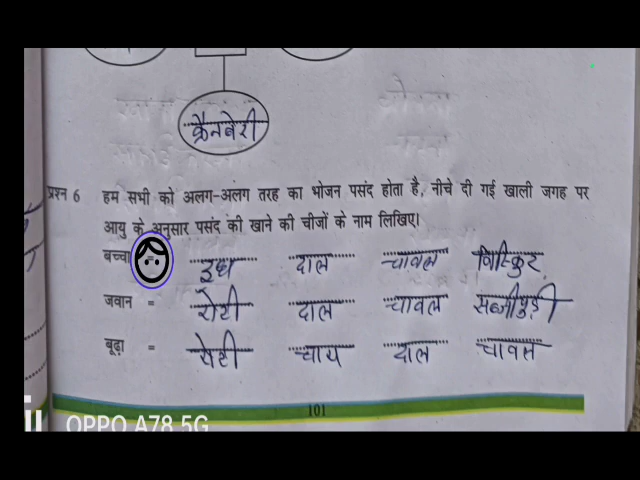 क्रैनबेरी
प्रश्न 6 हम सभी को अलग-अलग तरह का भोजन पसंद होता है, नीचे दी गई खाली जगह पर
आयु के अनुसार पसंद की खाने की चीजों के नाम लिखिए।
बच्चा = दुध दाल चावल विस्किुट
जवान = रोटी दाल चावल सब्जीपुड़ी
बूढ़ा = रोटी चाय दाल चावल
101
OPPO A78 5G